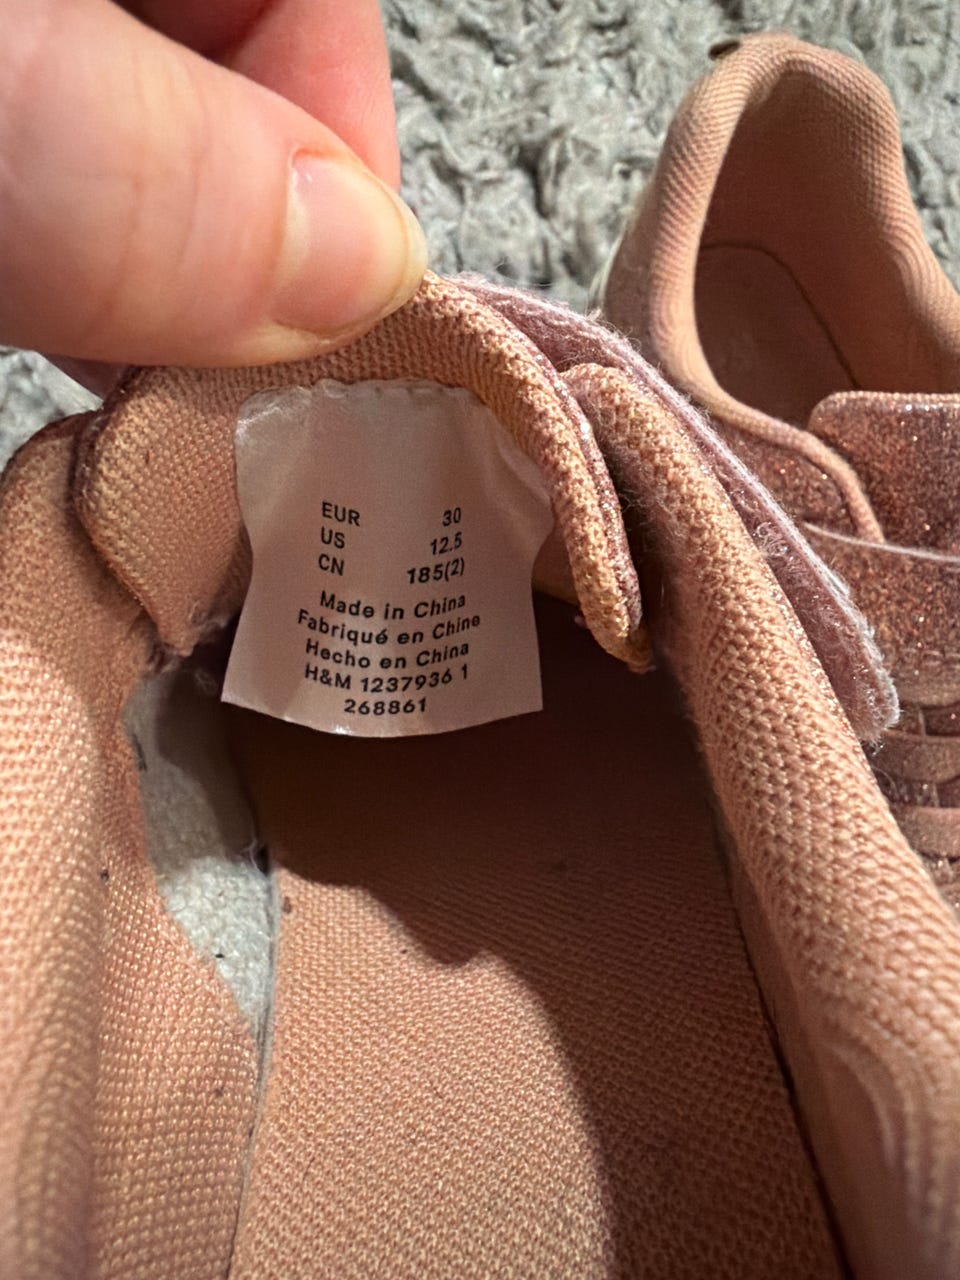 EUR 30
US 12.5
CN 185(2)
Made in China
Fabriqué en Chine
Hecho en China
H&M 1237936 1
268861